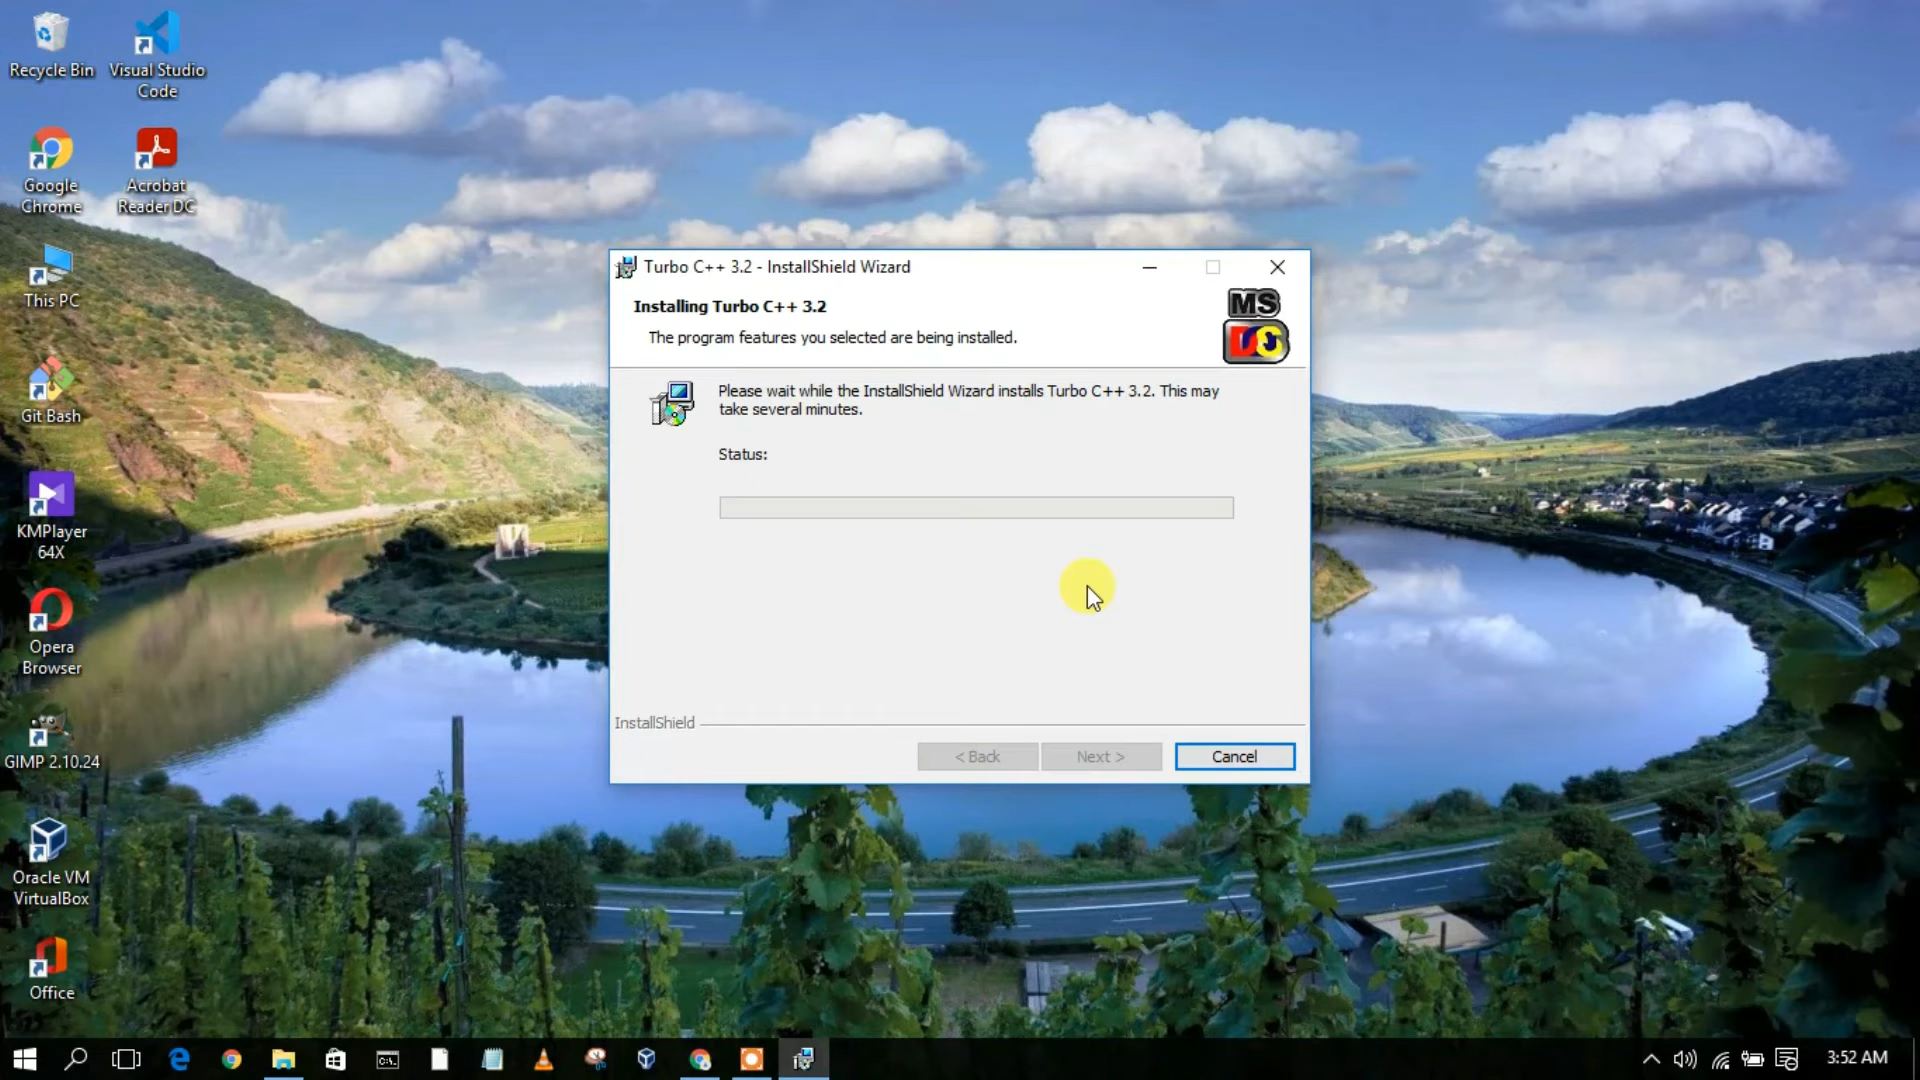 Recycle Bin
Visual Studio
Code
Google
Chrome
Acrobat
Reader DC
This PC
Git Bash
KMPlayer
64X
Opera
Browser
GIMP 2.10.24
Oracle VM
VirtualBox
Office
Turbo C++ 3.2 - InstallShield Wizard
Installing Turbo C++ 3.2
The program features you selected are being installed.
MS
DOS
Please wait while the InstallShield Wizard installs Turbo C++ 3.2. This may
take several minutes.
Status:
InstallShield
< Back
Next >
Cancel
3:52 AM